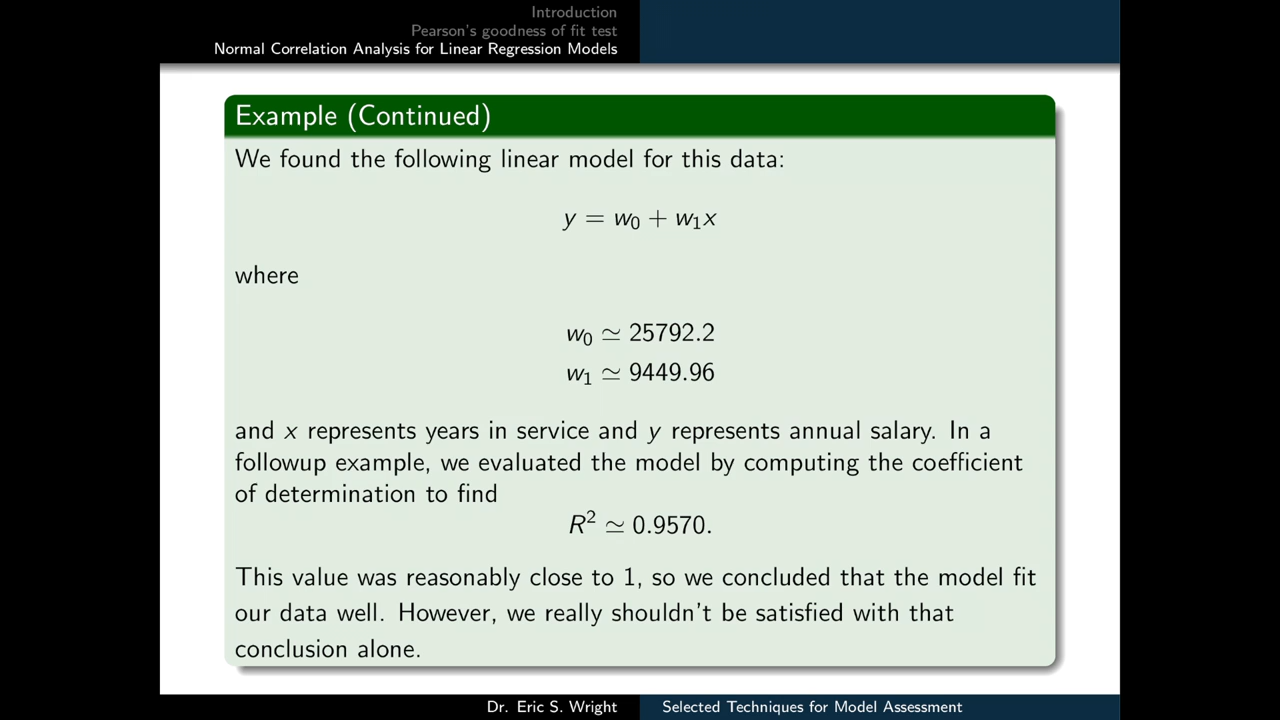 Introduction
Pearson's goodness of fit test
Normal Correlation Analysis for Linear Regression Models
Example (Continued)
We found the following linear model for this data:
y = w₀ + w₁x
where
w₀ ≃ 25792.2
w₁ ≃ 9449.96
and x represents years in service and y represents annual salary. In a
followup example, we evaluated the model by computing the coefficient
of determination to find
R² ≃ 0.9570.
This value was reasonably close to 1, so we concluded that the model fit
our data well. However, we really shouldn't be satisfied with that
conclusion alone.
Dr. Eric S. Wright
Selected Techniques for Model Assessment